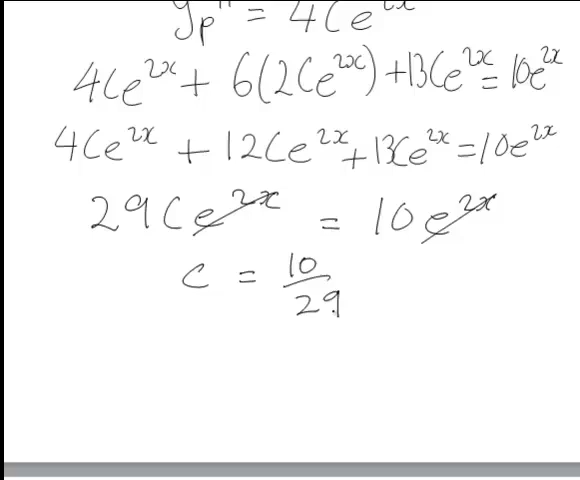 yp'' = 4Ce^2x
4Ce^2x + 6(2Ce^2x) + 13Ce^2x = 10e^2x
4Ce^2x + 12Ce^2x + 13Ce^2x = 10e^2x
29Ce^2x = 10e^2x
C = 10/29